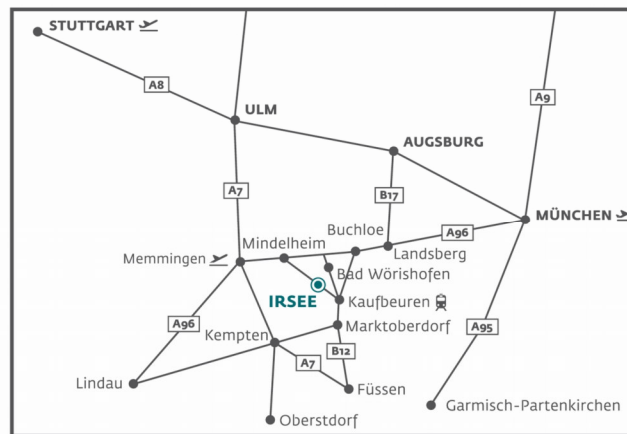 STUTTGART
A8
A9
ULM
AUGSBURG
A7
B17
MÜNCHEN
Buchloe
A96
Mindelheim
Landsberg
Memmingen
Bad Wörishofen
IRSEE
Kaufbeuren
A96
Marktoberdorf
A95
Kempten
B12
A7
Lindau
Füssen
Garmisch-Partenkirchen
Oberstdorf